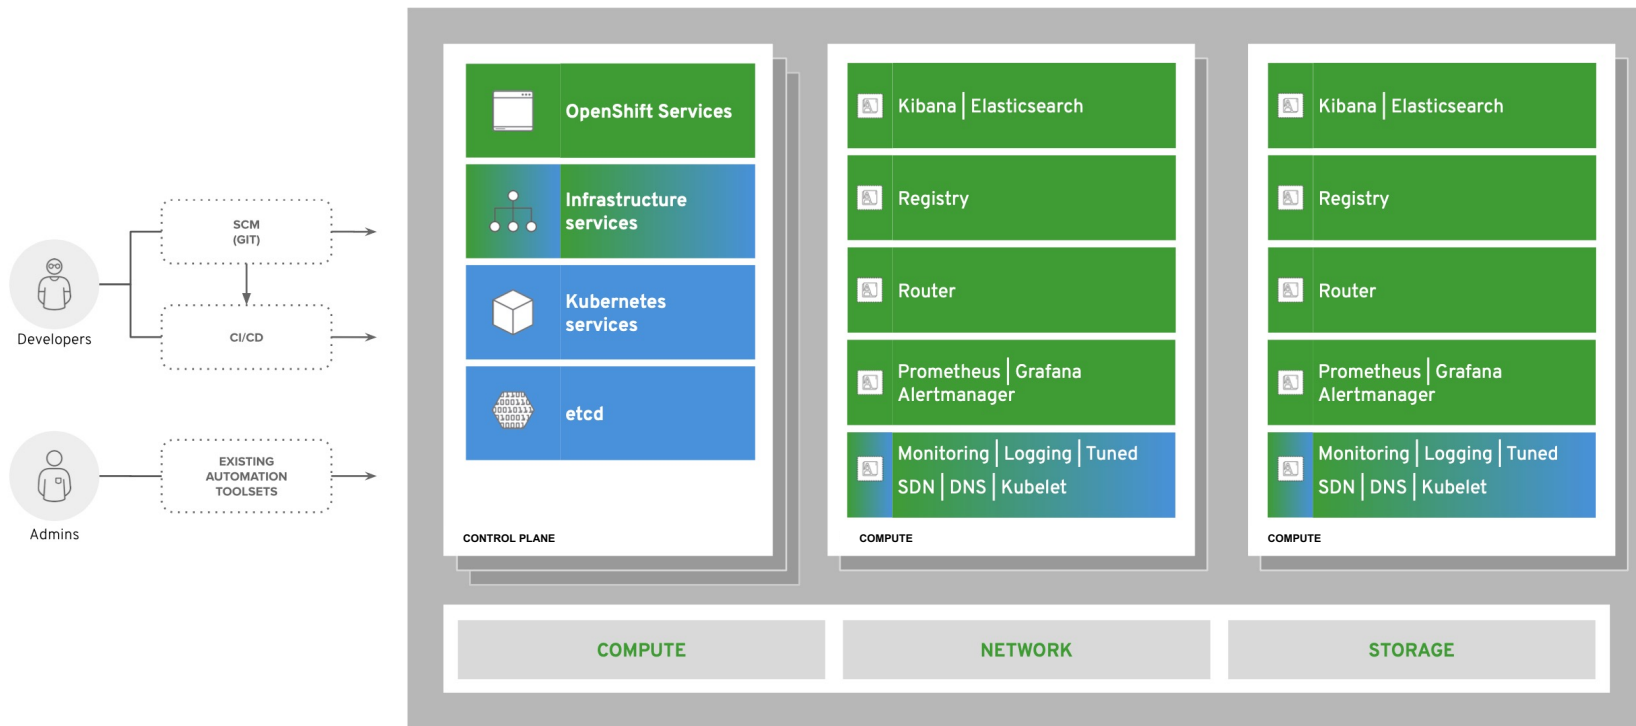 Developers
SCM
(GIT)
CI/CD
Admins
EXISTING
AUTOMATION
TOOLSETS
OpenShift Services
Infrastructure
services
Kubernetes
services
etcd
CONTROL PLANE
Kibana | Elasticsearch
Registry
Router
Prometheus | Grafana
Alertmanager
Monitoring | Logging | Tuned
SDN | DNS | Kubelet
COMPUTE
Kibana | Elasticsearch
Registry
Router
Prometheus | Grafana
Alertmanager
Monitoring | Logging | Tuned
SDN | DNS | Kubelet
COMPUTE
COMPUTE
NETWORK
STORAGE